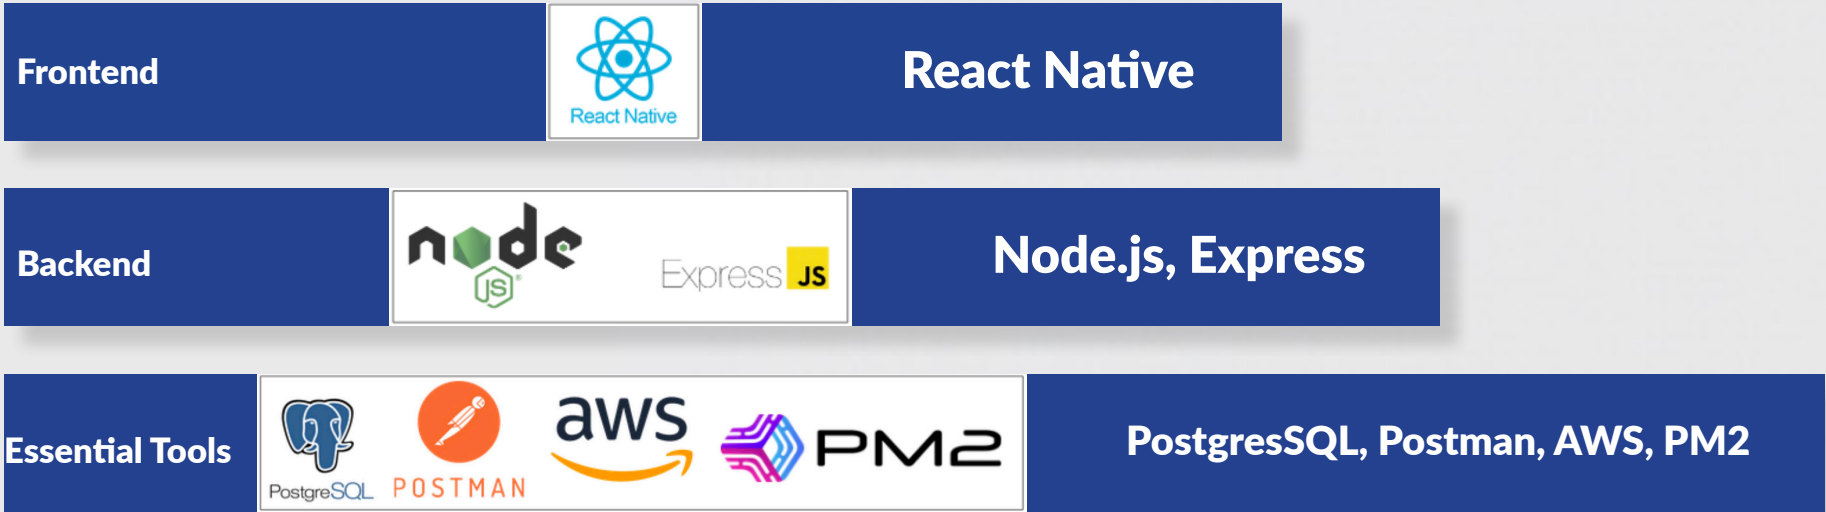 Frontend
React Native
React Native
Backend
node
JS
Express JS
Node.js, Express
Essential Tools
PostgreSQL
POSTMAN
aws
PM2
PostgresSQL, Postman, AWS, PM2